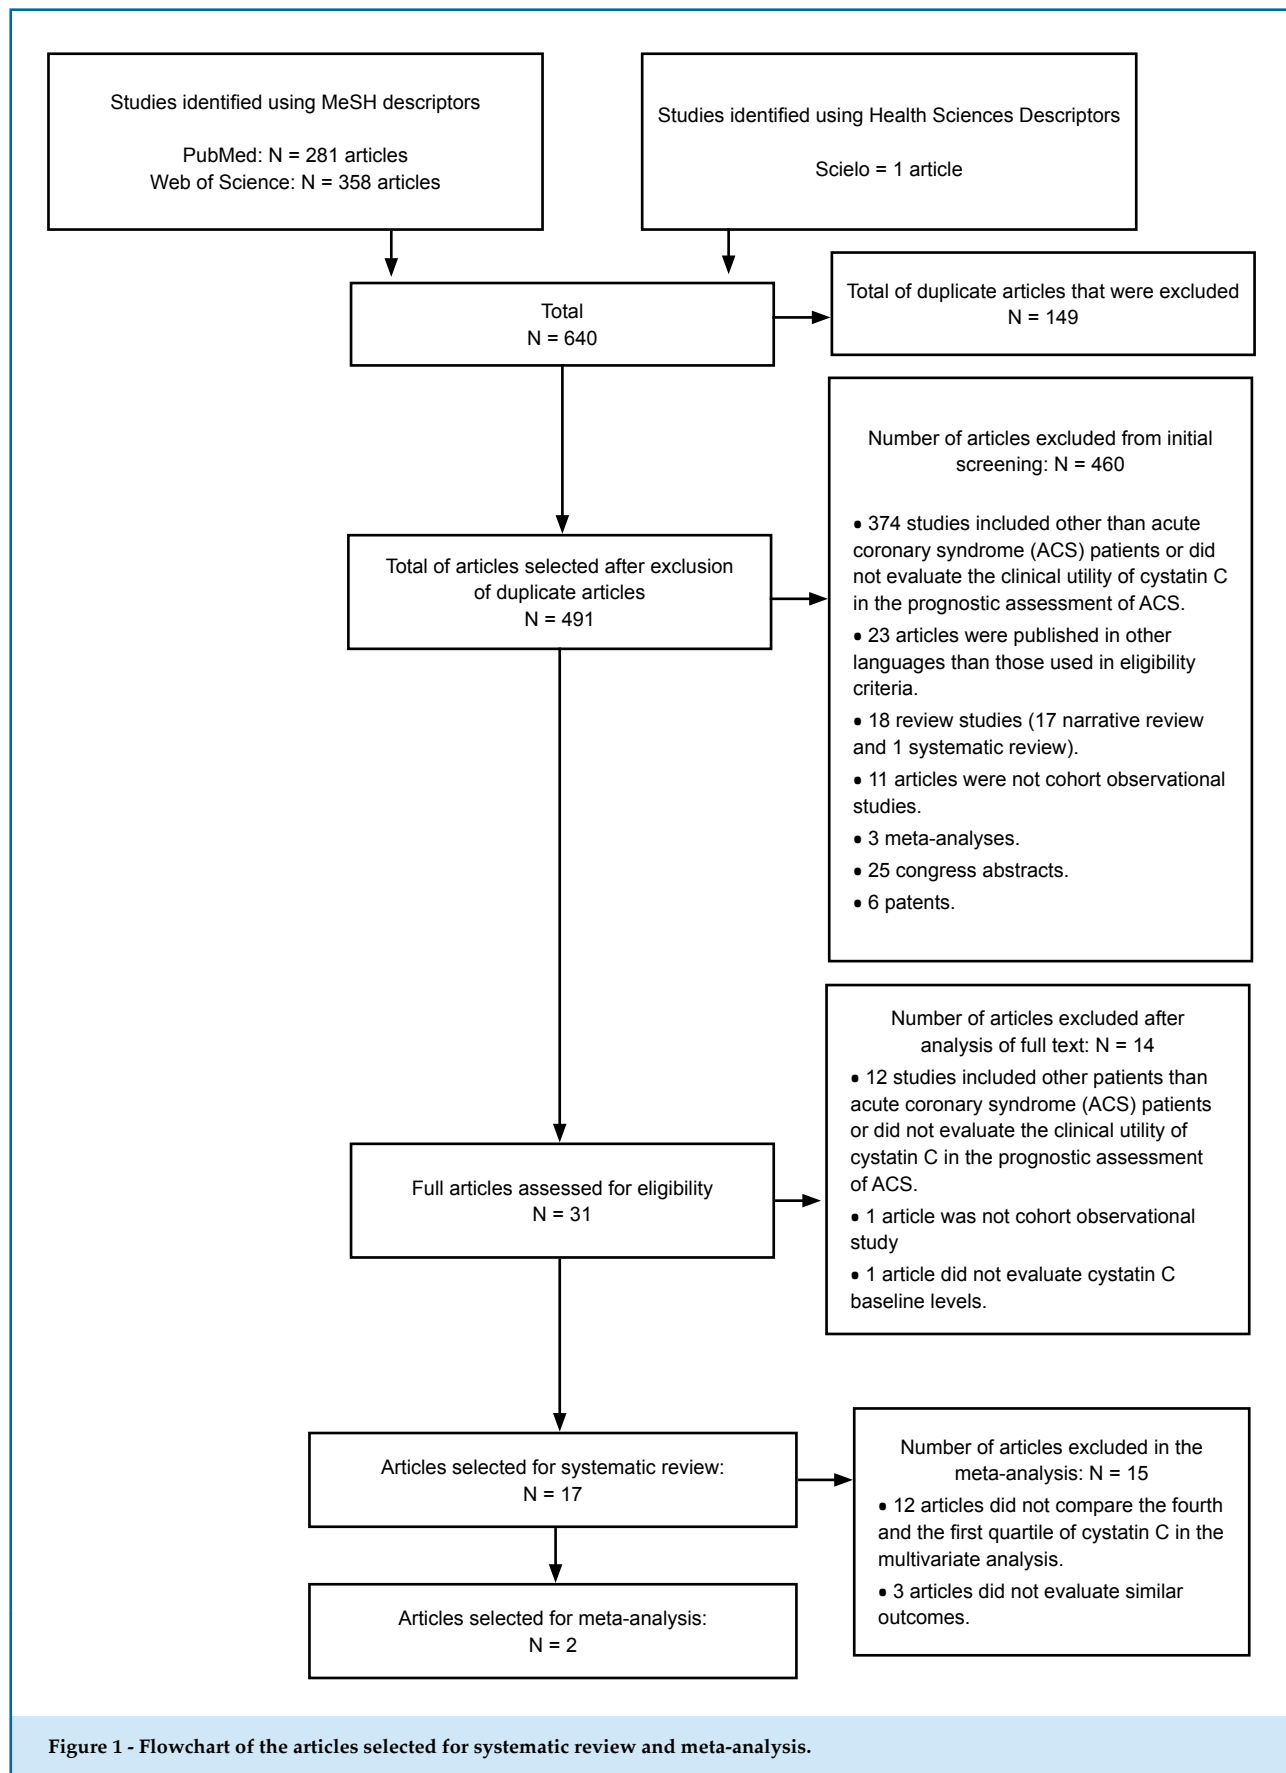 Studies identified using MeSH descriptors
PubMed: N = 281 articles
Web of Science: N = 358 articles
Studies identified using Health Sciences Descriptors
Scielo = 1 article
Total
N = 640
Total of duplicate articles that were excluded
N = 149
Number of articles excluded from initial
screening: N = 460
• 374 studies included other than acute
coronary syndrome (ACS) patients or did
not evaluate the clinical utility of cystatin C
in the prognostic assessment of ACS.
• 23 articles were published in other
languages than those used in eligibility
criteria.
• 18 review studies (17 narrative review
and 1 systematic review).
• 11 articles were not cohort observational
studies.
• 3 meta-analyses.
• 25 congress abstracts.
• 6 patents.
Total of articles selected after exclusion
of duplicate articles
N = 491
Number of articles excluded after
analysis of full text: N = 14
• 12 studies included other patients than
acute coronary syndrome (ACS) patients
or did not evaluate the clinical utility of
cystatin C in the prognostic assessment
of ACS.
• 1 article was not cohort observational
study
• 1 article did not evaluate cystatin C
baseline levels.
Full articles assessed for eligibility
N = 31
Articles selected for systematic review:
N = 17
Number of articles excluded in the
meta-analysis: N = 15
• 12 articles did not compare the fourth
and the first quartile of cystatin C in the
multivariate analysis.
• 3 articles did not evaluate similar
outcomes.
Articles selected for meta-analysis:
N = 2
Figure 1 - Flowchart of the articles selected for systematic review and meta-analysis.